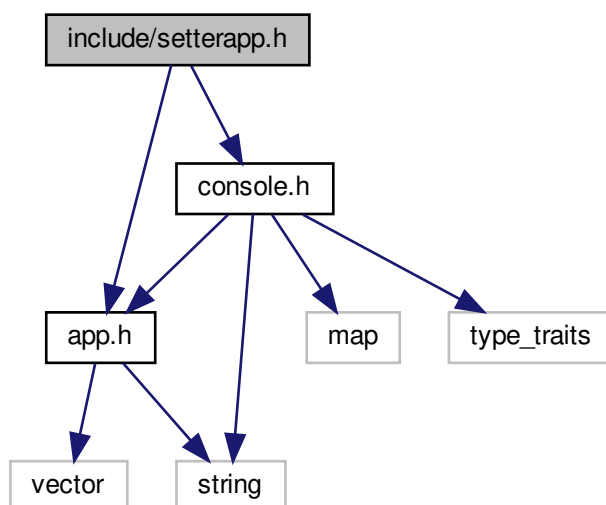 include/setterapp.h
console.h
app.h
map
type_traits
vector
string